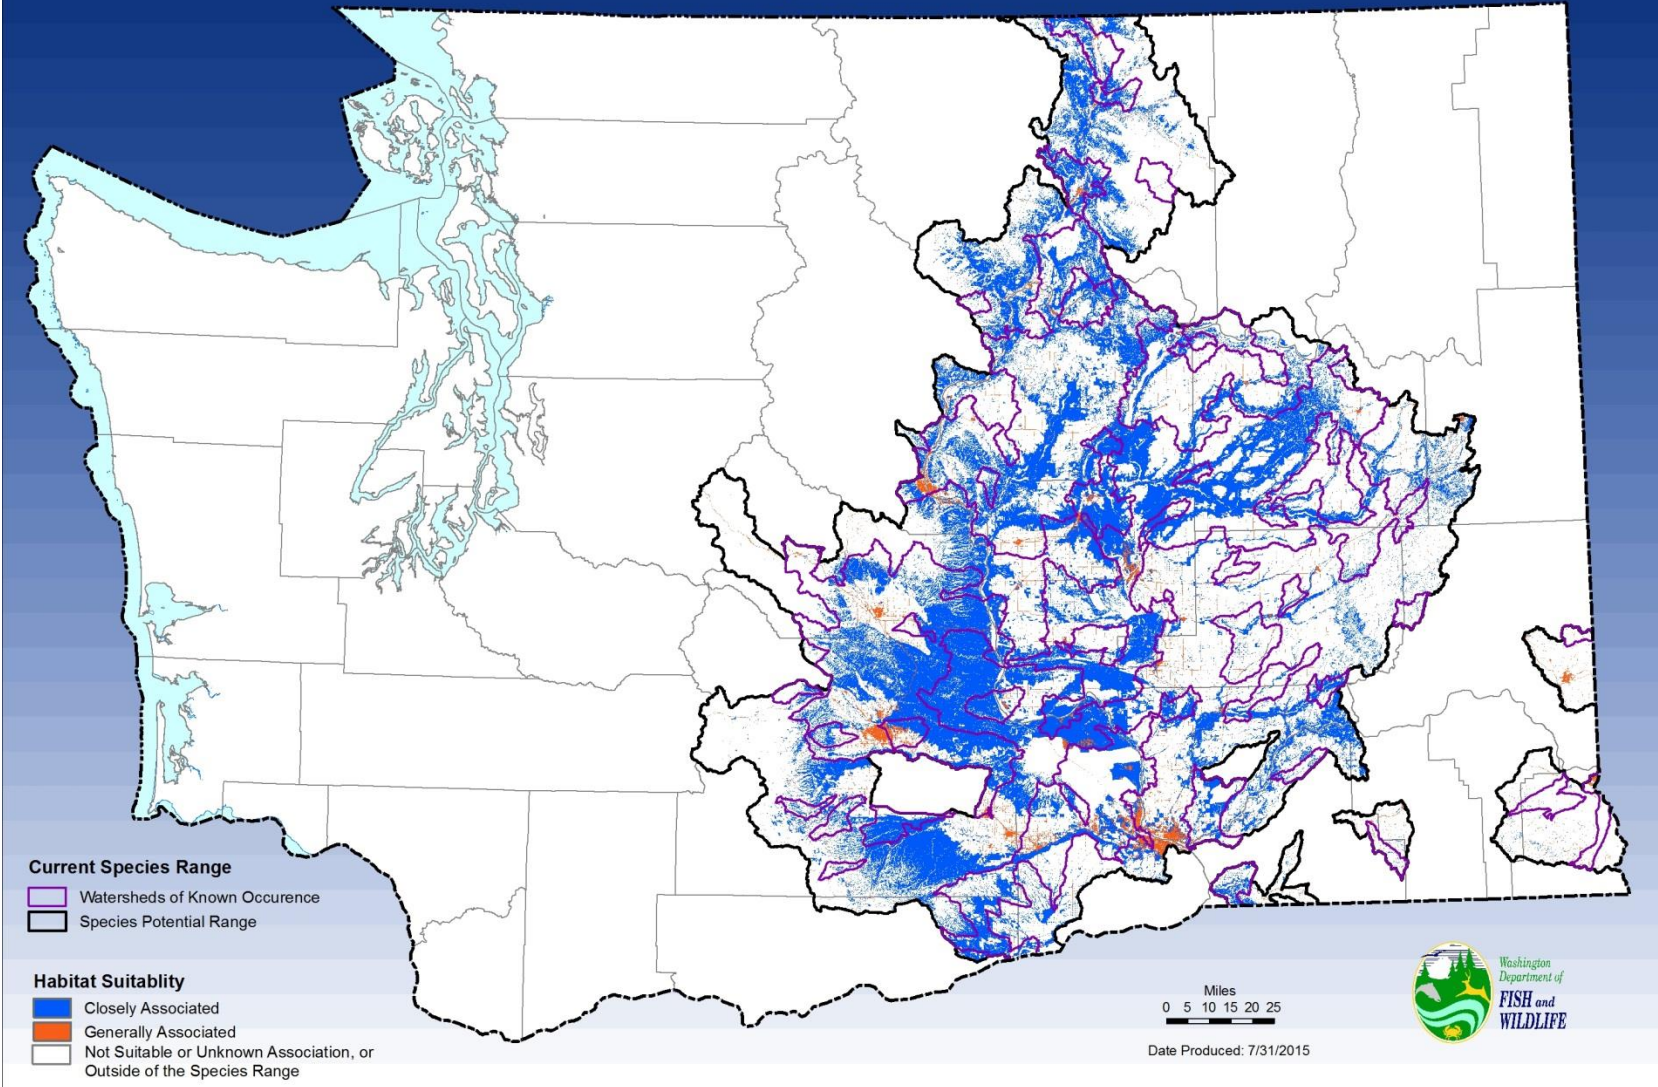 Current Species Range
Watersheds of Known Occurence
Species Potential Range
Habitat Suitablity
Closely Associated
Generally Associated
Not Suitable or Unknown Association, or
Outside of the Species Range
Miles
0 5 10 15 20 25
Date Produced: 7/31/2015
Washington
Department of
FISH and
WILDLIFE